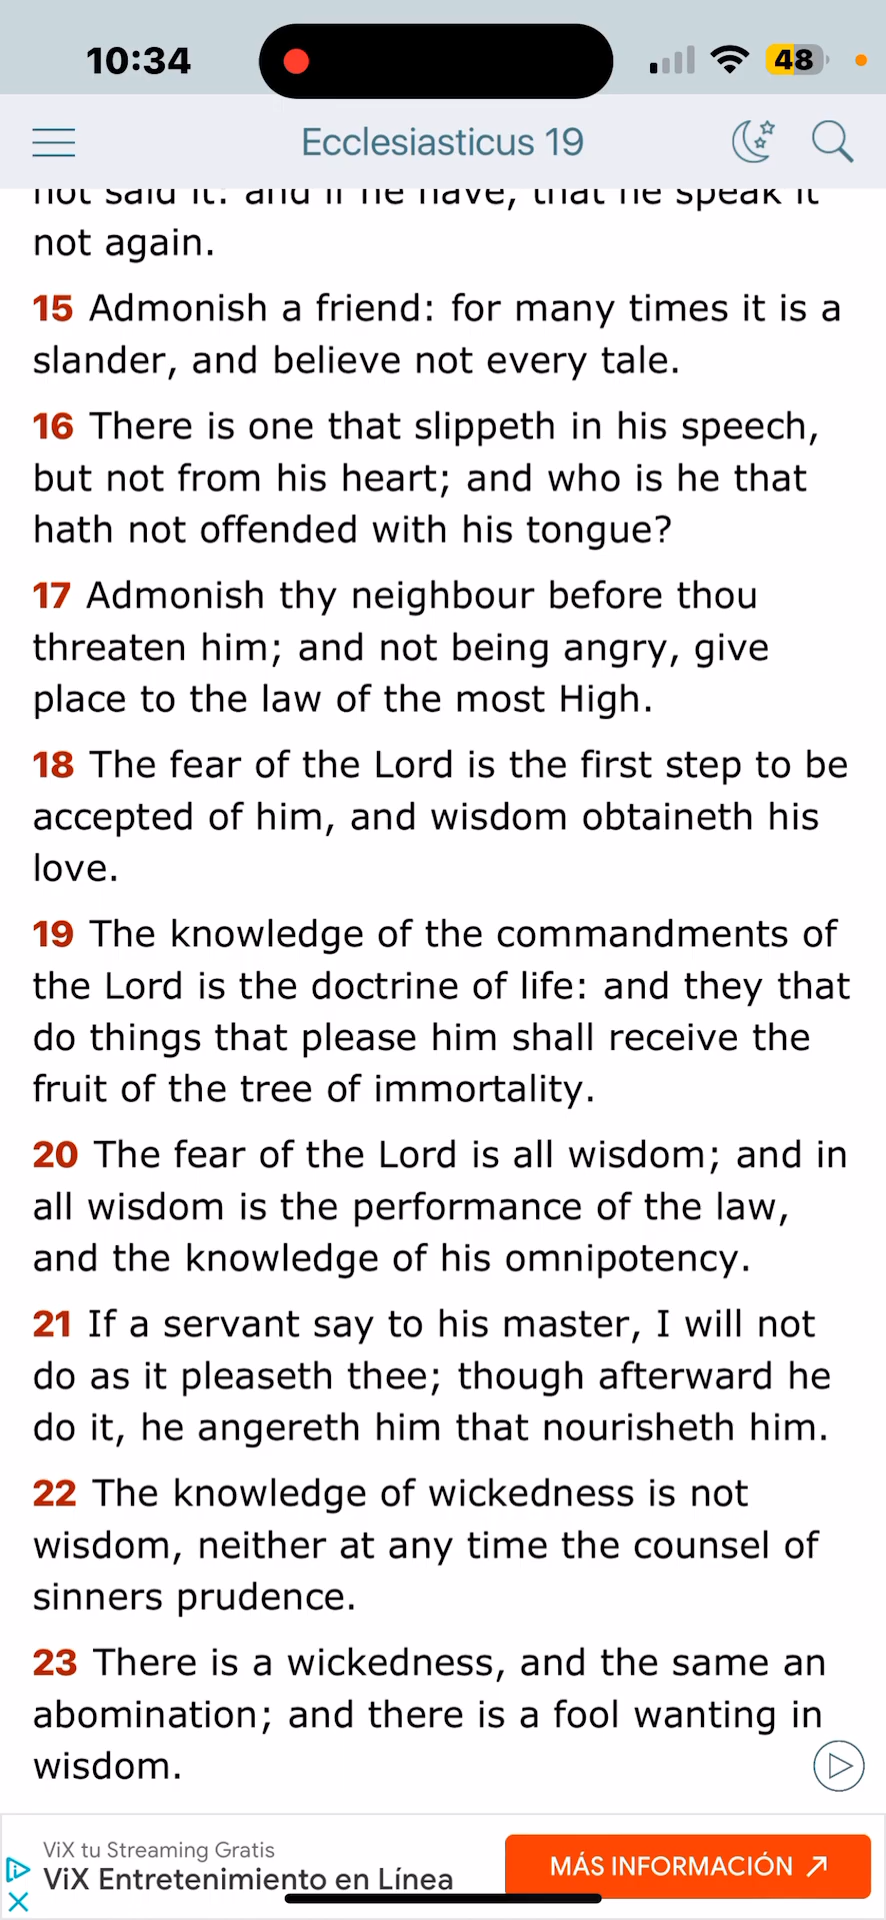 10:34
48
Ecclesiasticus 19
not said it: and if he have, that he speak it
not again.
15 Admonish a friend: for many times it is a
slander, and believe not every tale.
16 There is one that slippeth in his speech,
but not from his heart; and who is he that
hath not offended with his tongue?
17 Admonish thy neighbour before thou
threaten him; and not being angry, give
place to the law of the most High.
18 The fear of the Lord is the first step to be
accepted of him, and wisdom obtaineth his
love.
19 The knowledge of the commandments of
the Lord is the doctrine of life: and they that
do things that please him shall receive the
fruit of the tree of immortality.
20 The fear of the Lord is all wisdom; and in
all wisdom is the performance of the law,
and the knowledge of his omnipotency.
21 If a servant say to his master, I will not
do as it pleaseth thee; though afterward he
do it, he angereth him that nourisheth him.
22 The knowledge of wickedness is not
wisdom, neither at any time the counsel of
sinners prudence.
23 There is a wickedness, and the same an
abomination; and there is a fool wanting in
wisdom.
ViX tu Streaming Gratis
ViX Entretenimiento en Línea
MÁS INFORMACIÓN